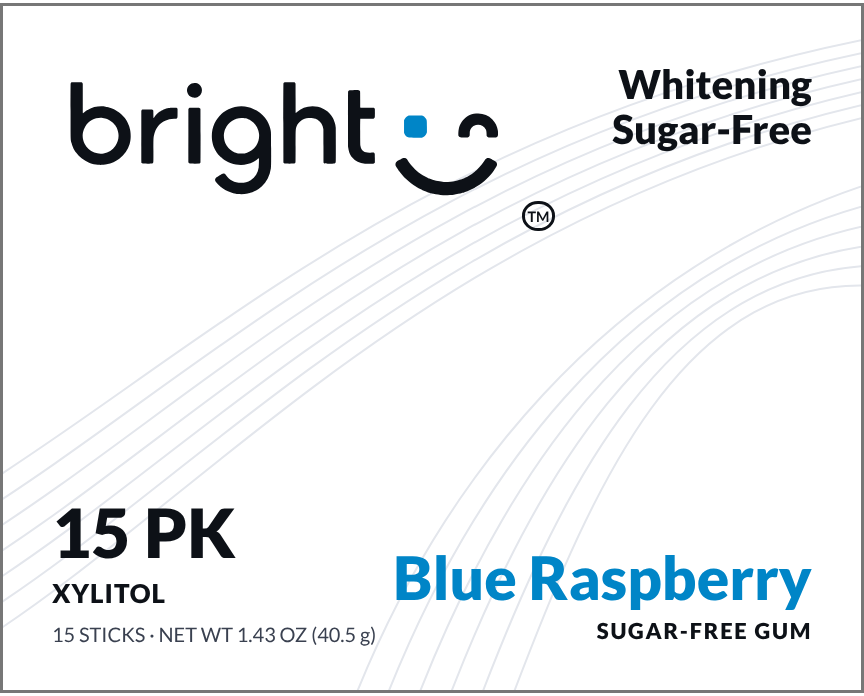 bright
Whitening
Sugar-Free
TM
15 PK
XYLITOL
15 STICKS · NET WT 1.43 OZ (40.5 g)
Blue Raspberry
SUGAR-FREE GUM